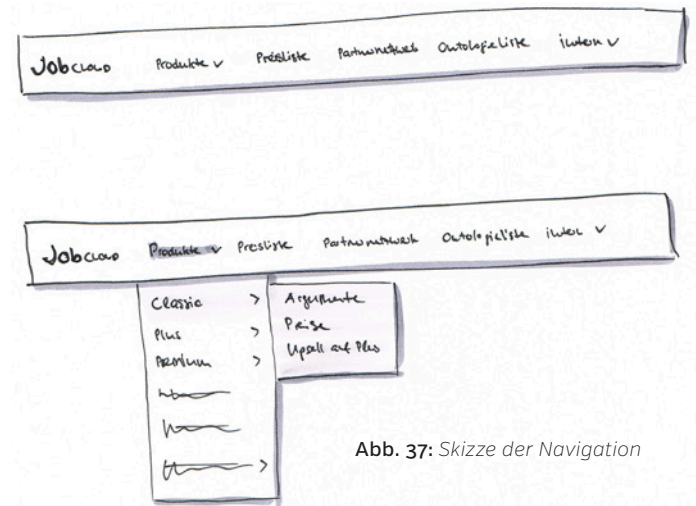 JobCLOUD Produkte Preisliste Partnernetzwerk Ontologieliste intern
JobCLOUD Produkte Preisliste Partnernetzwerk Ontologieliste intern
Classic > Argumente
Plus > Preise
Premium > Upsell auf Plus
>
Abb. 37: Skizze der Navigation